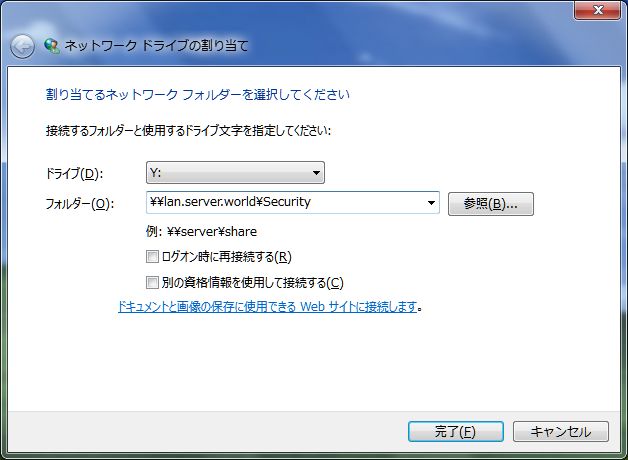 ネットワーク ドライブの割り当て
割り当てるネットワーク フォルダーを選択してください
接続するフォルダーと使用するドライブ文字を指定してください:
ドライブ(D): Y:
フォルダー(O): ¥¥lan.server.world¥Security 参照(B)...
例: ¥¥server¥share
ログオン時に再接続する(R)
別の資格情報を使用して接続する(C)
ドキュメントと画像の保存に使用できる Web サイトに接続します。
完了(F) キャンセル